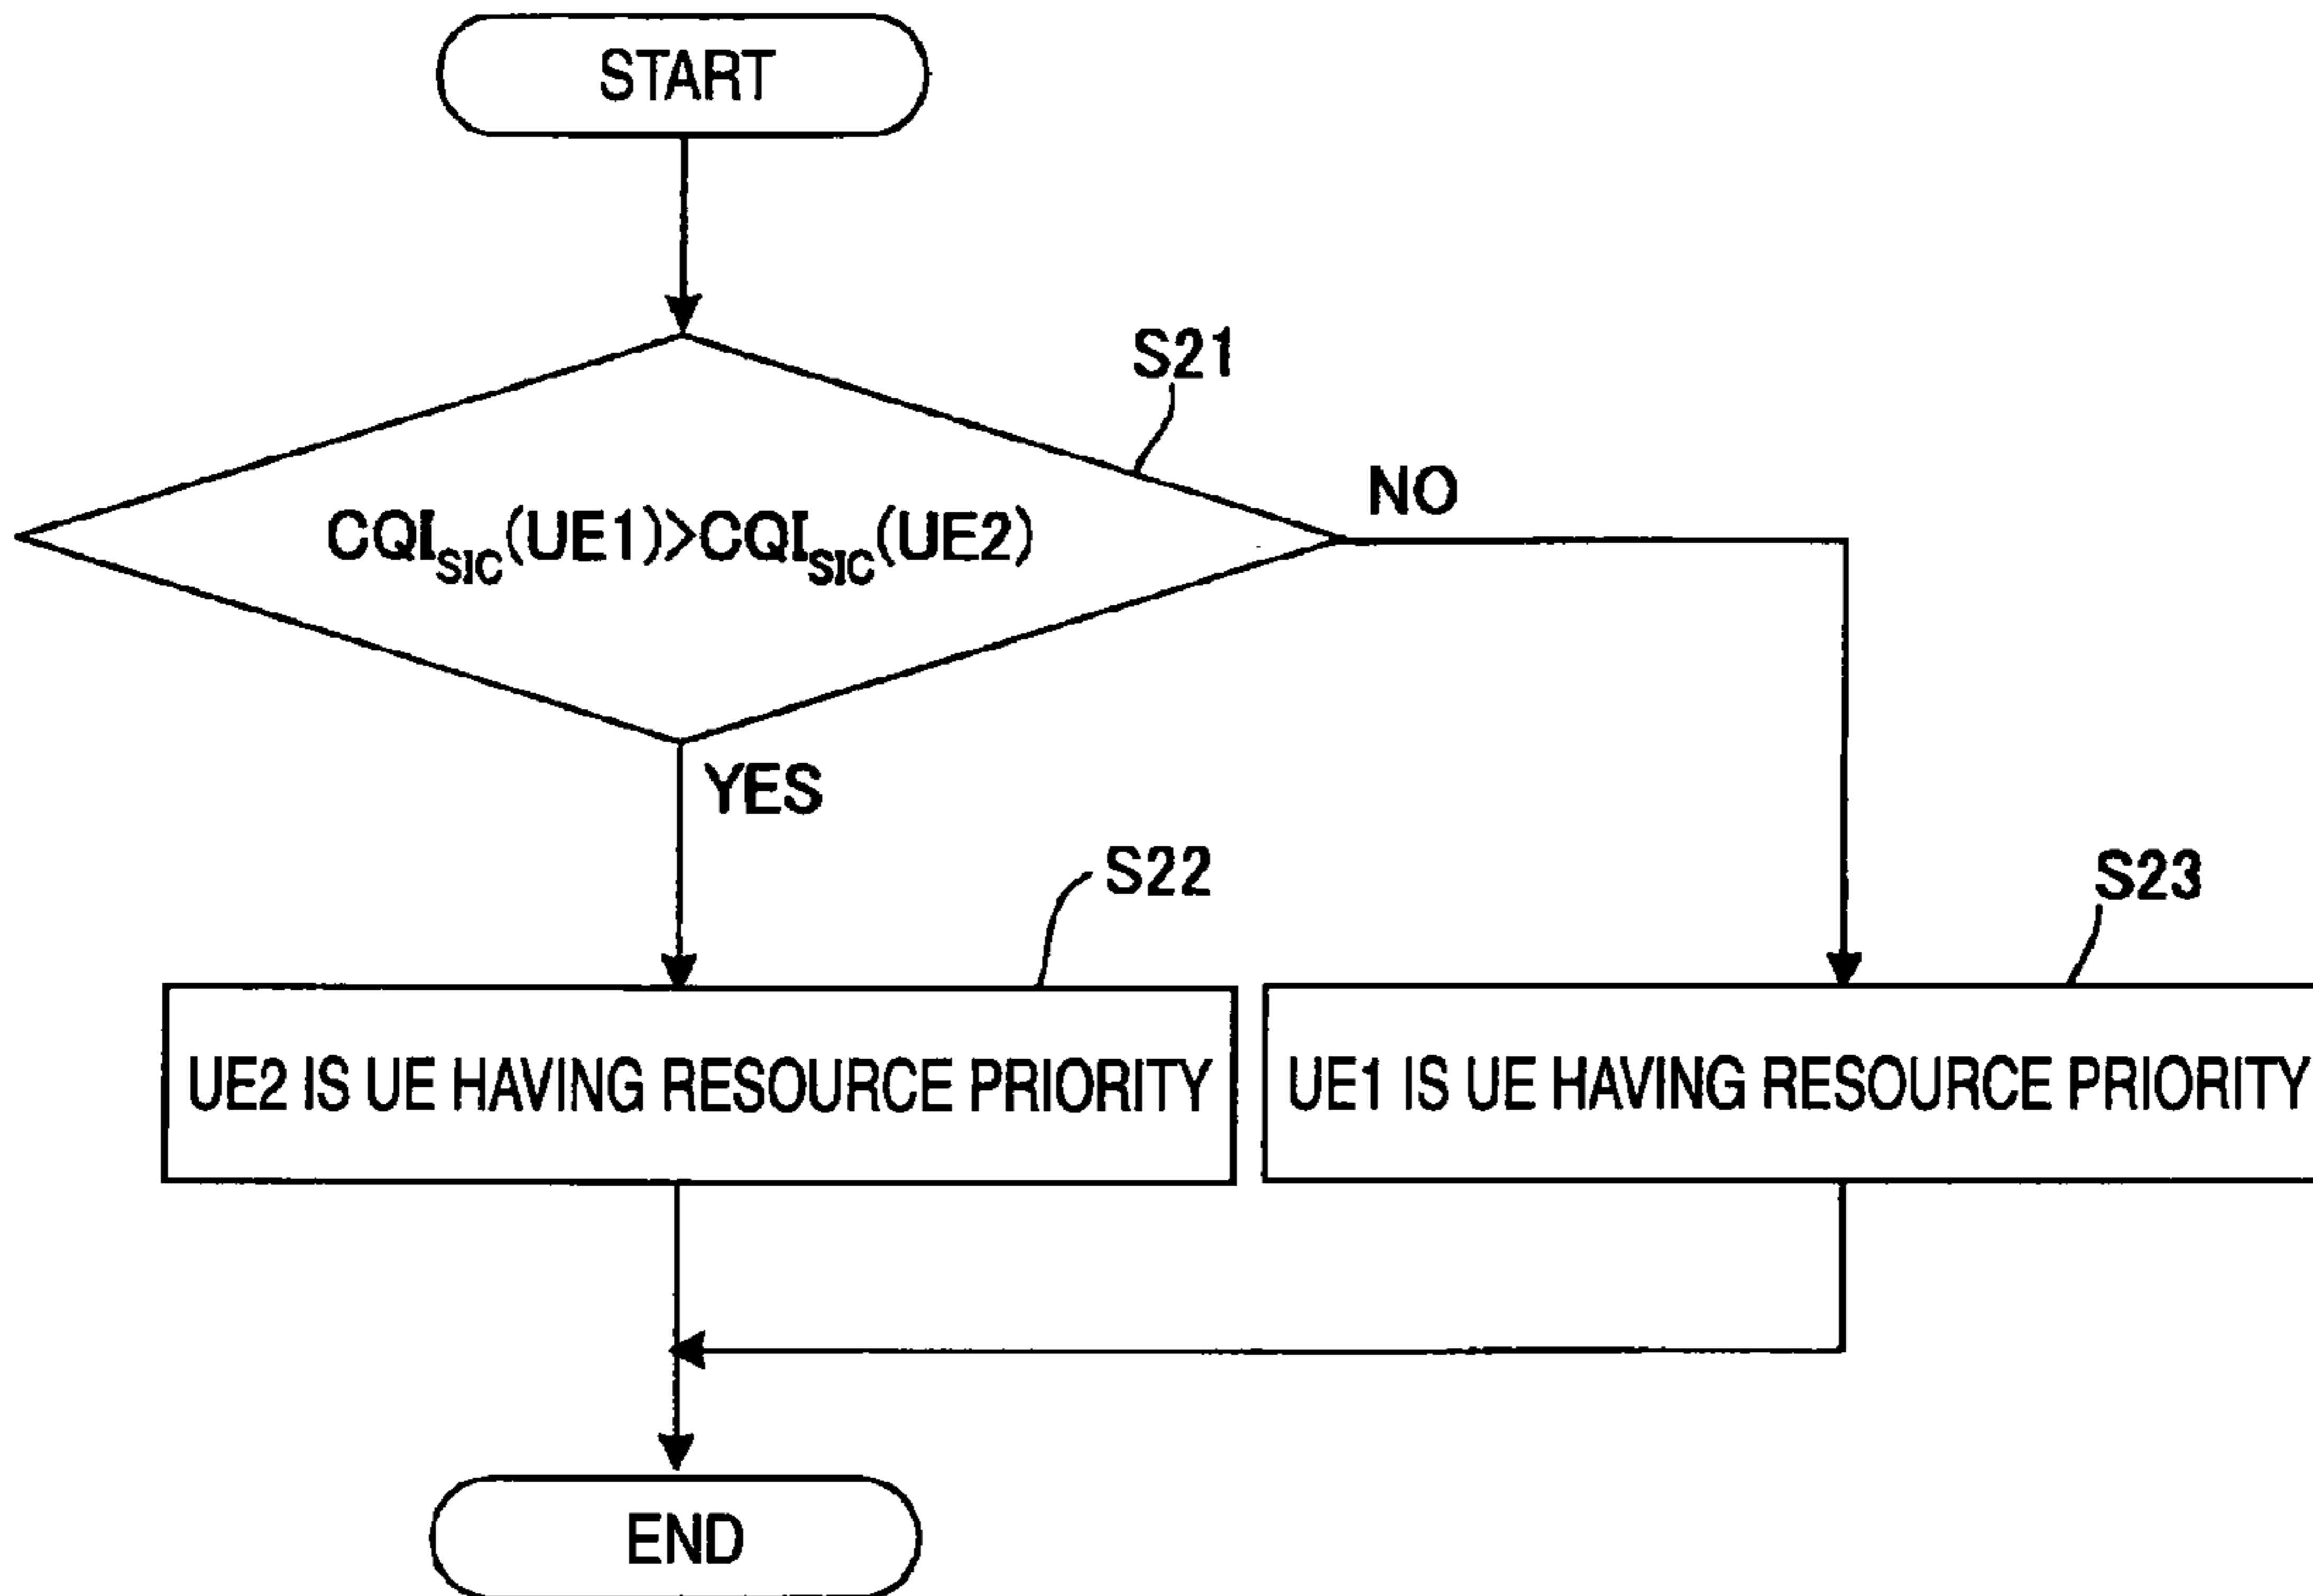 START
S21
CQI_SIC(UE1)>CQI_SIC(UE2)
NO
YES
S22
S23
UE2 IS UE HAVING RESOURCE PRIORITY
UE1 IS UE HAVING RESOURCE PRIORITY
END